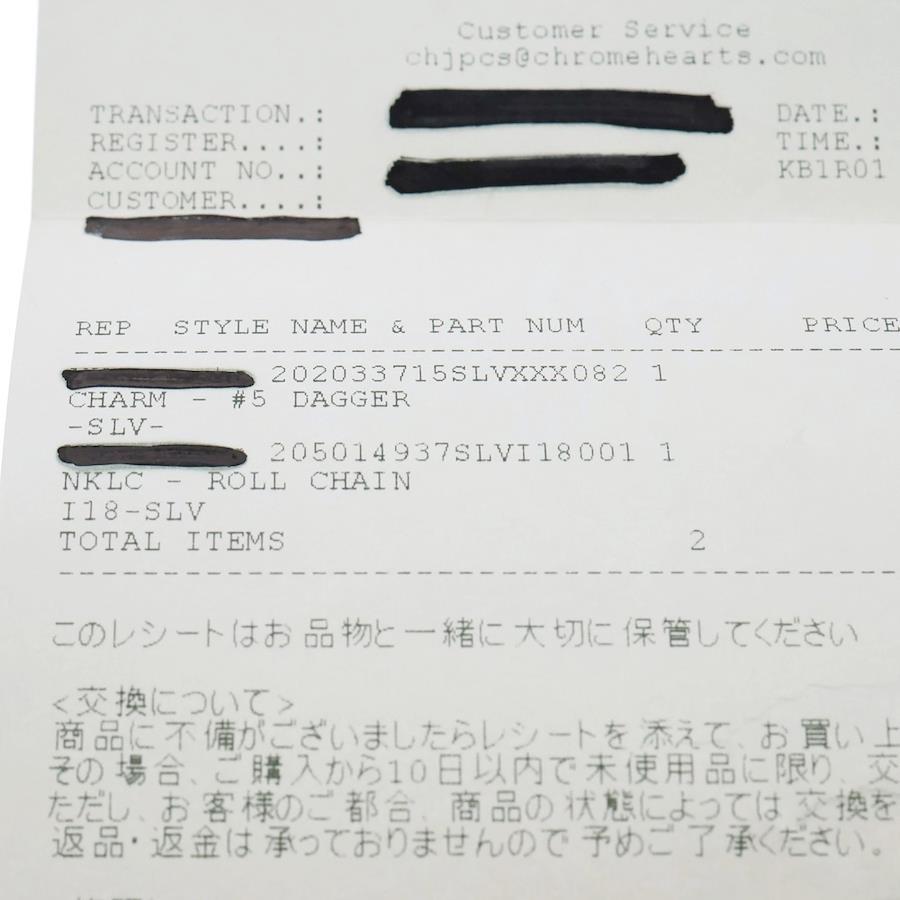 Customer Service
chjpcs@chromehearts.com
TRANSACTION.: DATE.:
REGISTER....: TIME.:
ACCOUNT NO..: KB1R01
CUSTOMER....:
REP STYLE NAME & PART NUM QTY PRICE
202033715SLVXXX082 1
CHARM - #5 DAGGER
-SLV-
205014937SLVI18001 1
NKLC - ROLL CHAIN
I18-SLV
TOTAL ITEMS 2
このレシートはお品物と一緒に大切に保管してください
<交換について>
商品に不備がございましたらレシートを添えて、お買い上
その場合、ご購入から10日以内で未使用品に限り、交
ただし、お客様のご都合、商品の状態によっては交換を
返品・返金は承っておりませんので予めご了承ください。